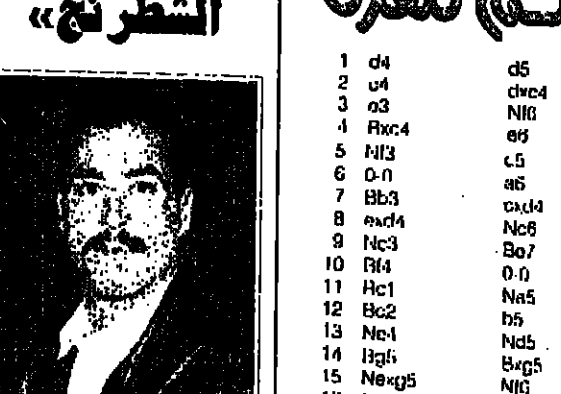 الشطرنج»
1 d4 d5
2 c4 dxc4
3 e3 Nf6
4 Bxc4 e6
5 Nf3 c5
6 0-0 a6
7 Bb3 cxd4
8 exd4 Nc6
9 Nc3 Be7
10 Bf4 0-0
11 Rc1 Na5
12 Bc2 b5
13 Ne4 Nd5
14 Bg5 Bxg5
15 Nexg5 Nf6